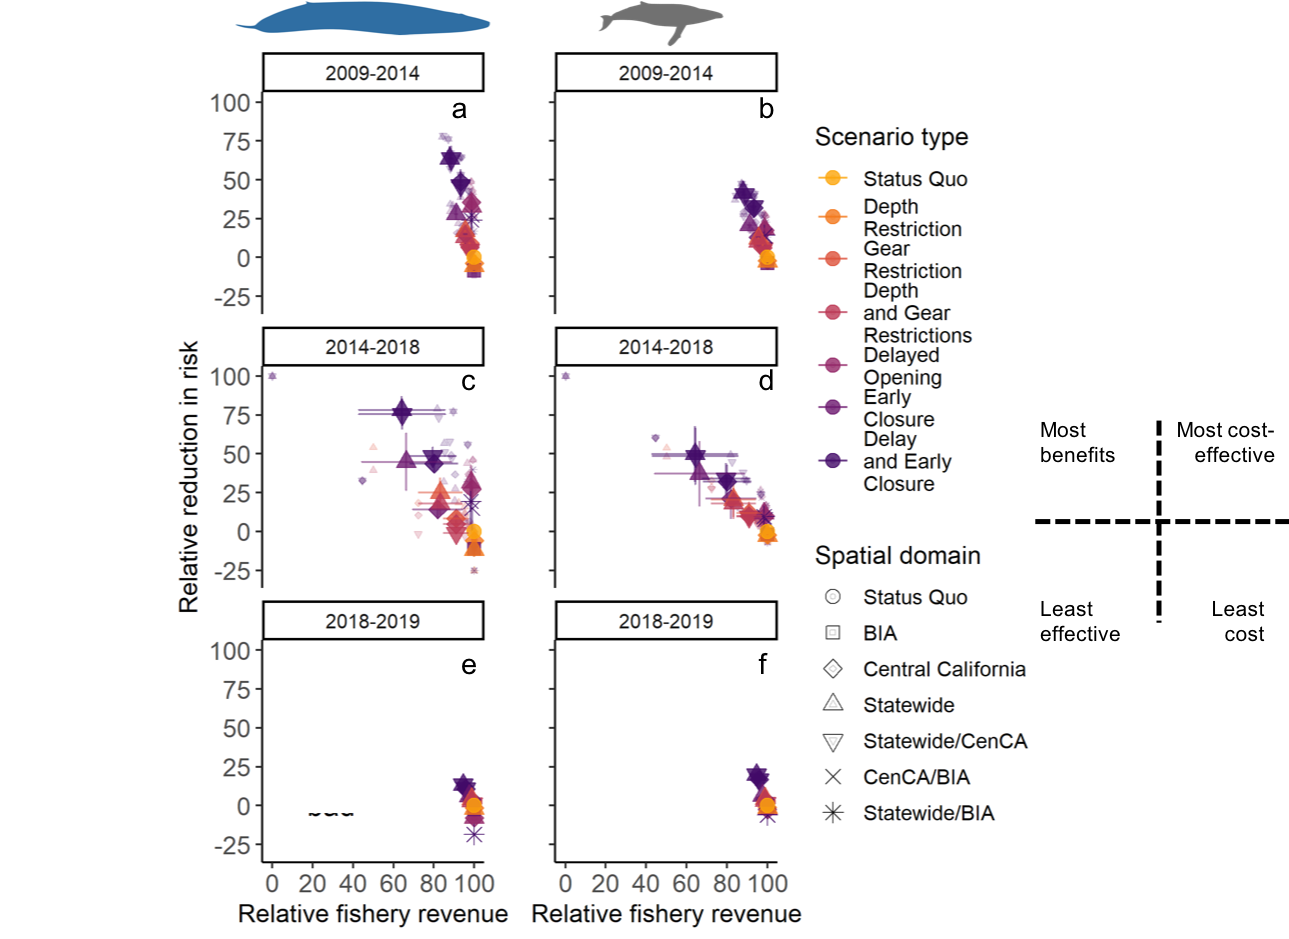 2009-2014
2009-2014
a
b
100
75
50
25
0
-25
2014-2018
2014-2018
c
d
100
75
50
25
0
-25
2018-2019
2018-2019
e
f
100
75
50
25
0
-25
0 20 40 60 80 100
0 20 40 60 80 100
Relative fishery revenue
Relative fishery revenue
Relative reduction in risk
Scenario type
Status Quo
Depth
Restriction
Gear
Restriction
Depth
and Gear
Restrictions
Delayed
Opening
Early
Closure
Delay
and Early
Closure
Spatial domain
Status Quo
BIA
Central California
Statewide
Statewide/CenCA
CenCA/BIA
Statewide/BIA
Most
benefits
Most cost-
effective
Least
effective
Least
cost